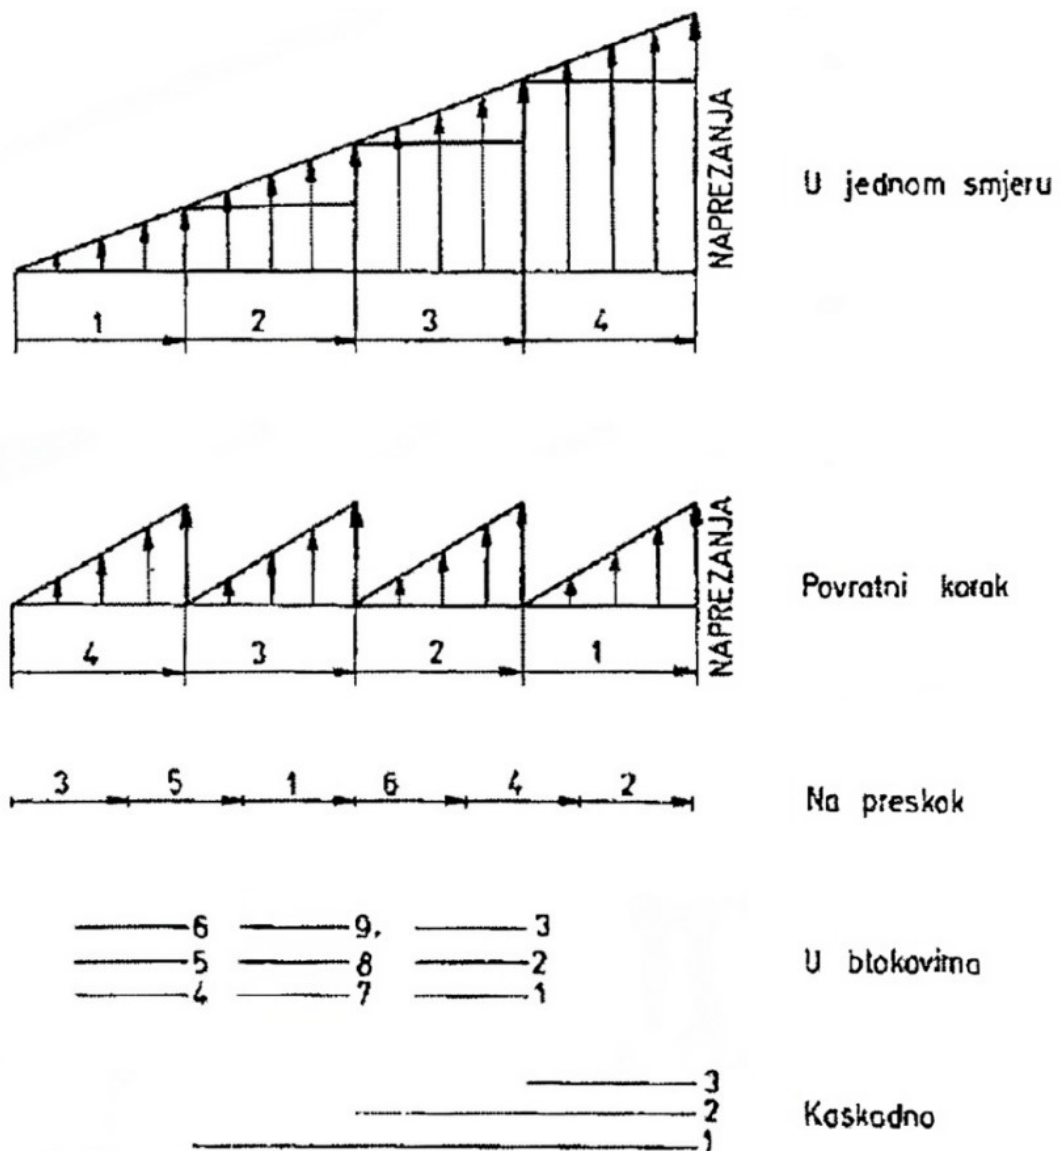 NAPREZANJA
U jednom smjeru
1 2 3 4
NAPREZANJA
Povratni korak
4 3 2 1
3 5 1 6 4 2
Na preskok
6 9. 3
5 8 2
4 7 1
U blokovima
3
2
1
Kaskadno